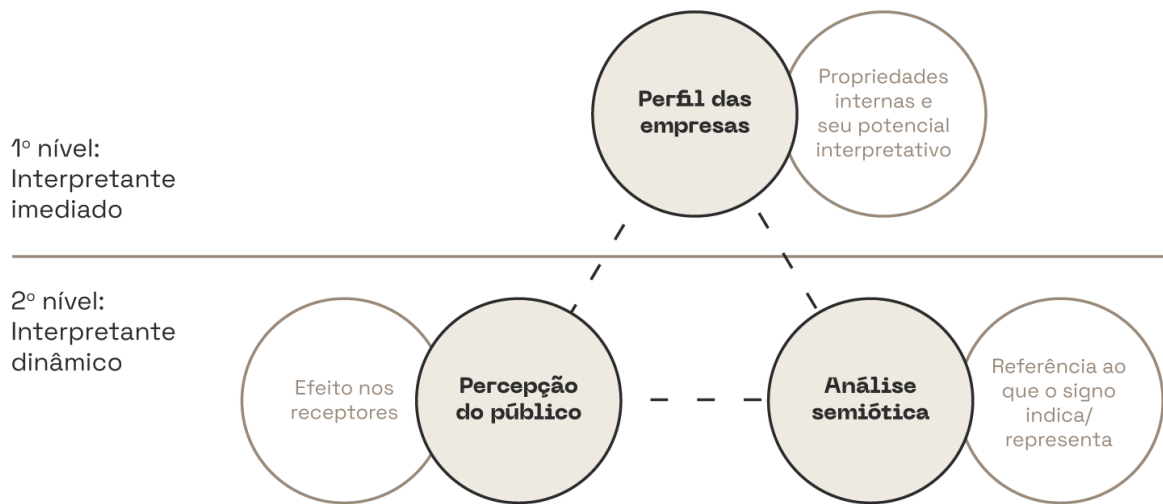 1º nível:
Interpretante
imediado
Perfil das
empresas
Propriedades
internas e
seu potencial
interpretativo
2º nível:
Interpretante
dinâmico
Efeito nos
receptores
Percepção
do público
Análise
semiótica
Referência ao
que o signo
indica/
representa